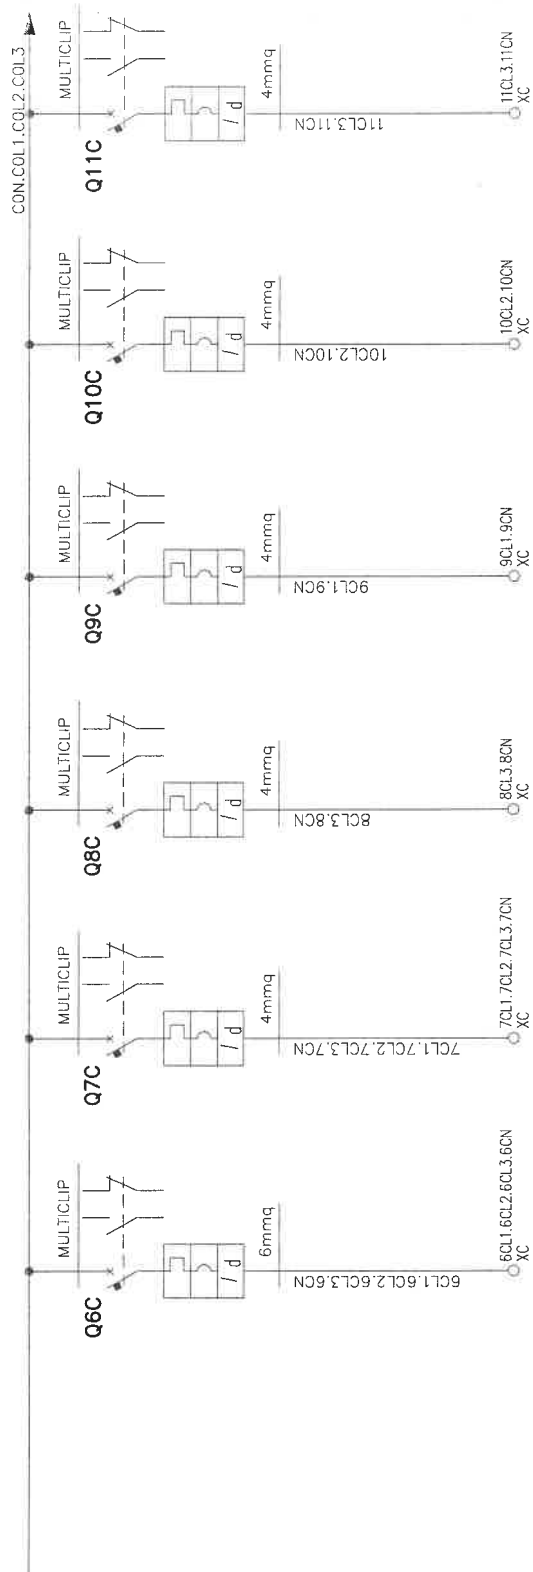 CON.COL1.COL2.COL3
MULTICLIP
Q11C
I d
4mmq
11CL3.11CN
11CL3.11CN
XC
MULTICLIP
Q10C
I d
4mmq
10CL2.10CN
10CL2.10CN
XC
MULTICLIP
Q9C
I d
4mmq
9CL1.9CN
9CL1.9CN
XC
MULTICLIP
Q8C
I d
4mmq
8CL3.8CN
8CL3.8CN
XC
MULTICLIP
Q7C
I d
4mmq
7CL1.7CL2.7CL3.7CN
7CL1.7CL2.7CL3.7CN
XC
MULTICLIP
Q6C
I d
6mmq
6CL1.6CL2.6CL3.6CN
6CL1.6CL2.6CL3.6CN
XC